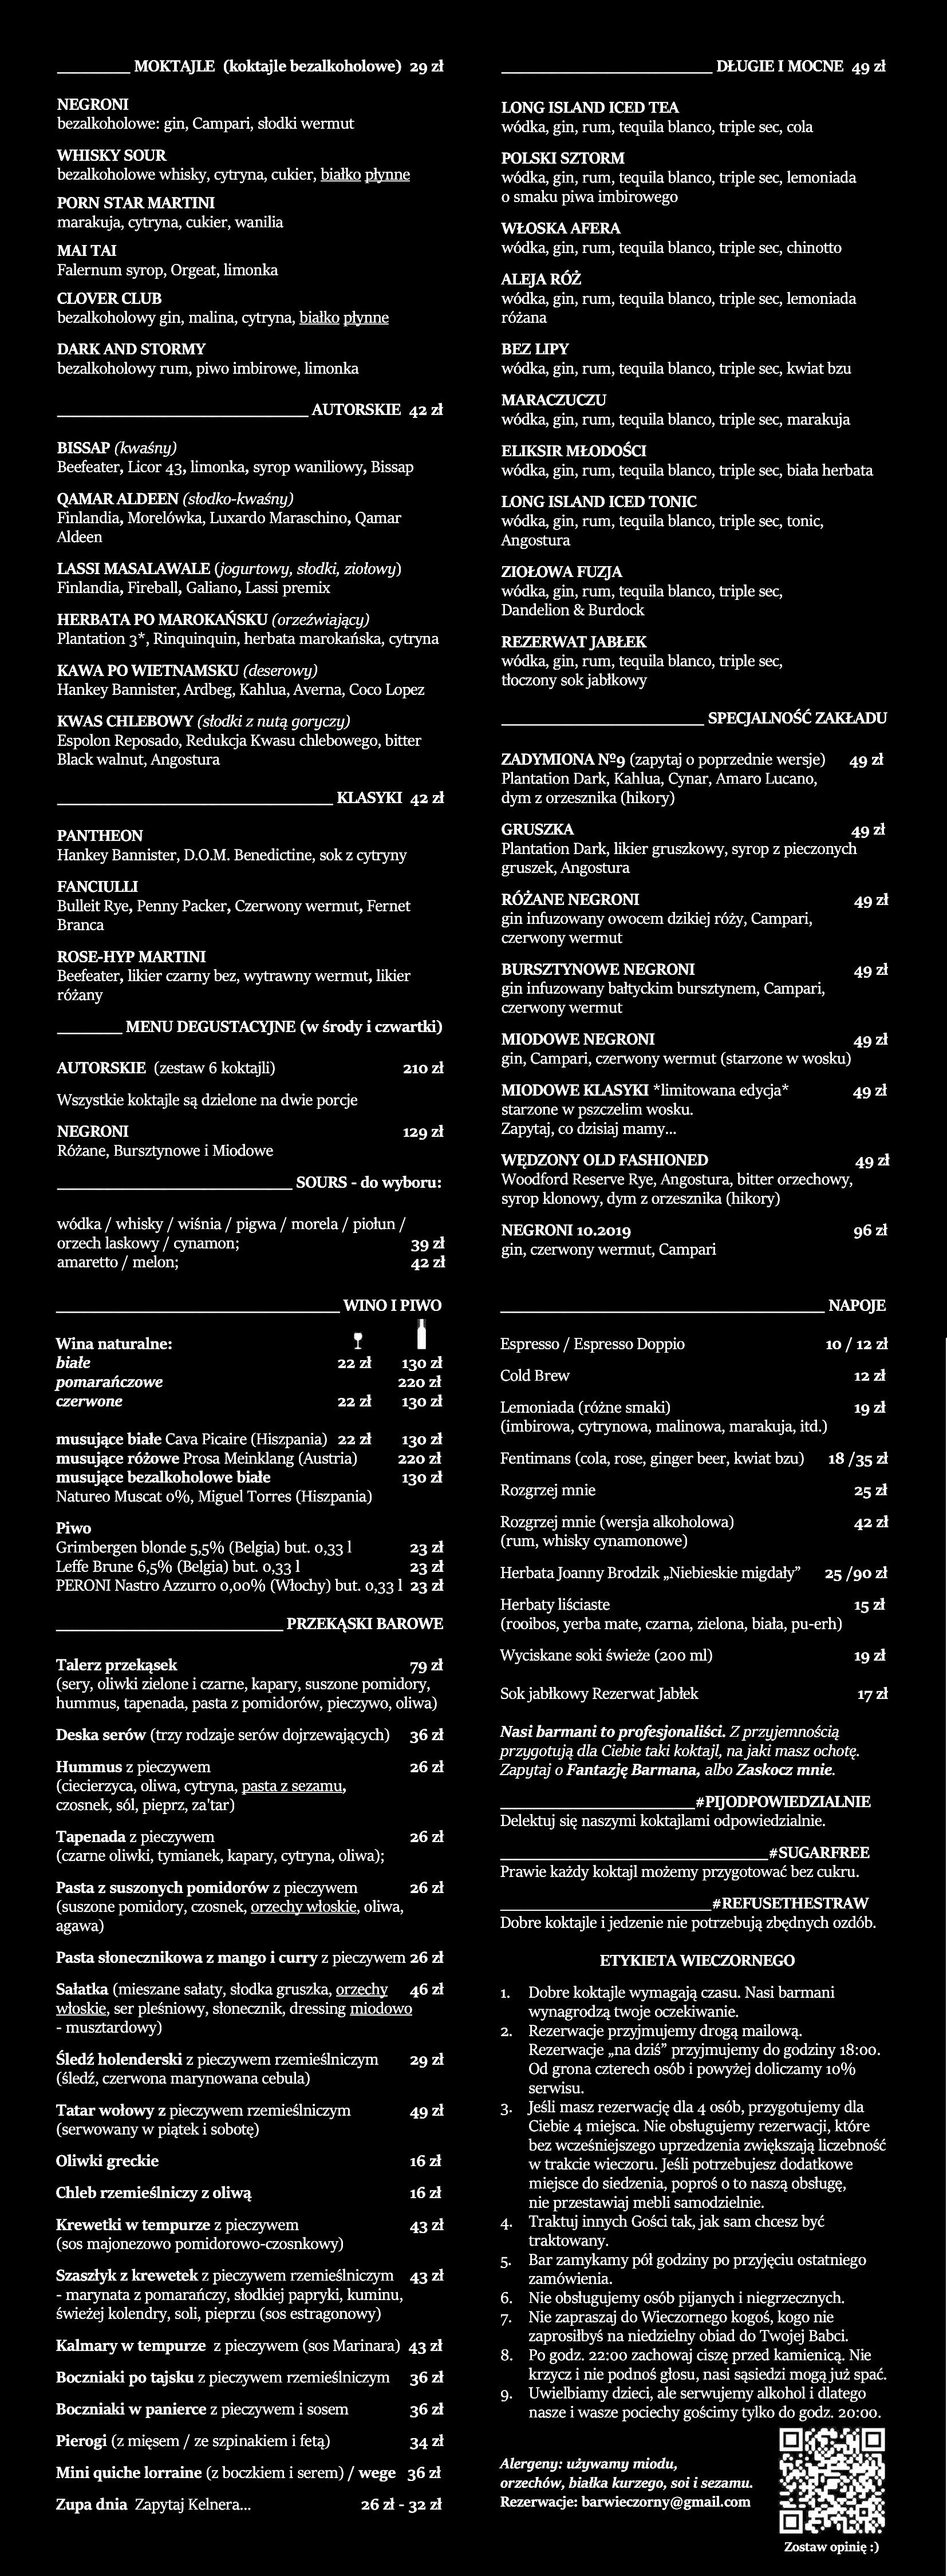 MOKTAJLE (koktajle bezalkoholowe) 29 zł
NEGRONI
bezalkoholowe: gin, Campari, słodki wermut
WHISKY SOUR
bezalkoholowe whisky, cytryna, cukier, białko płynne
PORN STAR MARTINI
marakuja, cytryna, cukier, wanilia
MAI TAI
Falernum syrop, Orgeat, limonka
CLOVER CLUB
bezalkoholowy gin, malina, cytryna, białko płynne
DARK AND STORMY
bezalkoholowy rum, piwo imbirowe, limonka
AUTORSKIE 42 zł
BISSAP (kwaśny)
Beefeater, Licor 43, limonka, syrop waniliowy, Bissap
QAMAR ALDEEN (słodko-kwaśny)
Finlandia, Morelówka, Luxardo Maraschino, Qamar
Aldeen
LASSI MASALAWALE (jogurtowy, słodki, ziołowy)
Finlandia, Fireball, Galiano, Lassi premix
HERBATA PO MAROKAŃSKU (orzeźwiający)
Plantation 3*, Rinquinquin, herbata marokańska, cytryna
KAWA PO WIETNAMSKU (deserowy)
Hankey Bannister, Ardbeg, Kahlua, Averna, Coco Lopez
KWAS CHLEBOWY (słodki z nutą goryczy)
Espolon Reposado, Redukcja Kwasu chlebowego, bitter
Black walnut, Angostura
KLASYKI 42 zł
PANTHEON
Hankey Bannister, D.O.M. Benedictine, sok z cytryny
FANCIULLI
Bulleit Rye, Penny Packer, Czerwony wermut, Fernet
Branca
ROSE-HYP MARTINI
Beefeater, likier czarny bez, wytrawny wermut, likier
różany
MENU DEGUSTACYJNE (w środy i czwartki)
AUTORSKIE (zestaw 6 koktajli) 210 zł
Wszystkie koktajle są dzielone na dwie porcje
NEGRONI 129 zł
Różane, Bursztynowe i Miodowe
SOURS - do wyboru:
wódka / whisky / wiśnia / pigwa / morela / piołun /
orzech laskowy / cynamon; 39 zł
amaretto / melon; 42 zł
DŁUGIE I MOCNE 49 zł
LONG ISLAND ICED TEA
wódka, gin, rum, tequila blanco, triple sec, cola
POLSKI SZTORM
wódka, gin, rum, tequila blanco, triple sec, lemoniada
o smaku piwa imbirowego
WŁOSKA AFERA
wódka, gin, rum, tequila blanco, triple sec, chinotto
ALEJA RÓŻ
wódka, gin, rum, tequila blanco, triple sec, lemoniada
różana
BEZ LIPY
wódka, gin, rum, tequila blanco, triple sec, kwiat bzu
MARACZUCZU
wódka, gin, rum, tequila blanco, triple sec, marakuja
ELIKSIR MŁODOŚCI
wódka, gin, rum, tequila blanco, triple sec, biała herbata
LONG ISLAND ICED TONIC
wódka, gin, rum, tequila blanco, triple sec, tonic,
Angostura
ZIOŁOWA FUZJA
wódka, gin, rum, tequila blanco, triple sec,
Dandelion & Burdock
REZERWAT JABŁEK
wódka, gin, rum, tequila blanco, triple sec,
tłoczony sok jabłkowy
SPECJALNOŚĆ ZAKŁADU
ZADYMIONA Nº9 (zapytaj o poprzednie wersje) 49 zł
Plantation Dark, Kahlua, Cynar, Amaro Lucano,
dym z orzesznika (hikory)
GRUSZKA 49 zł
Plantation Dark, likier gruszkowy, syrop z pieczonych
gruszek, Angostura
RÓŻANE NEGRONI 49 zł
gin infuzowany owocem dzikiej róży, Campari,
czerwony wermut
BURSZTYNOWE NEGRONI 49 zł
gin infuzowany bałtyckim bursztynem, Campari,
czerwony wermut
MIODOWE NEGRONI 49 zł
gin, Campari, czerwony wermut (starzone w wosku)
MIODOWE KLASYKI *limitowana edycja* 49 zł
starzone w pszczelim wosku.
Zapytaj, co dzisiaj mamy...
WĘDZONY OLD FASHIONED 49 zł
Woodford Reserve Rye, Angostura, bitter orzechowy,
syrop klonowy, dym z orzesznika (hikory)
NEGRONI 10.2019 96 zł
gin, czerwony wermut, Campari
WINO I PIWO
Wina naturalne:
białe 22 zł 130 zł
pomarańczowe 220 zł
czerwone 22 zł 130 zł
musujące białe Cava Picaire (Hiszpania) 22 zł 130 zł
musujące różowe Prosa Meinklang (Austria) 220 zł
musujące bezalkoholowe białe 130 zł
Natureo Muscat 0%, Miguel Torres (Hiszpania)
Piwo
Grimbergen blonde 5,5% (Belgia) but. 0,33 l 23 zł
Leffe Brune 6,5% (Belgia) but. 0,33 l 23 zł
PERONI Nastro Azzurro 0,00% (Włochy) but. 0,33 l 23 zł
PRZEKĄSKI BAROWE
Talerz przekąsek 79 zł
(sery, oliwki zielone i czarne, kapary, suszone pomidory,
hummus, tapenada, pasta z pomidorów, pieczywo, oliwa)
Deska serów (trzy rodzaje serów dojrzewających) 36 zł
Hummus z pieczywem 26 zł
(ciecierzyca, oliwa, cytryna, pasta z sezamu,
czosnek, sól, pieprz, za'tar)
Tapenada z pieczywem 26 zł
(czarne oliwki, tymianek, kapary, cytryna, oliwa);
Pasta z suszonych pomidorów z pieczywem 26 zł
(suszone pomidory, czosnek, orzechy włoskie, oliwa,
agawa)
Pasta słonecznikowa z mango i curry z pieczywem 26 zł
Sałatka (mieszane sałaty, słodka gruszka, orzechy 46 zł
włoskie, ser pleśniowy, słonecznik, dressing miodowo
- musztardowy)
Śledź holenderski z pieczywem rzemieślniczym 29 zł
(śledź, czerwona marynowana cebula)
Tatar wołowy z pieczywem rzemieślniczym 49 zł
(serwowany w piątek i sobotę)
Oliwki greckie 16 zł
Chleb rzemieślniczy z oliwą 16 zł
Krewetki w tempurze z pieczywem 43 zł
(sos majonezowo pomidorowo-czosnkowy)
Szaszłyk z krewetek z pieczywem rzemieślniczym 43 zł
- marynata z pomarańczy, słodkiej papryki, kuminu,
świeżej kolendry, soli, pieprzu (sos estragonowy)
Kalmary w tempurze z pieczywem (sos Marinara) 43 zł
Boczniaki po tajsku z pieczywem rzemieślniczym 36 zł
Boczniaki w panierce z pieczywem i sosem 36 zł
Pierogi (z mięsem / ze szpinakiem i fetą) 34 zł
Mini quiche lorraine (z boczkiem i serem) / wege 36 zł
Zupa dnia Zapytaj Kelnera... 26 zł - 32 zł
NAPOJE
Espresso / Espresso Doppio 10 / 12 zł
Cold Brew 12 zł
Lemoniada (różne smaki) 19 zł
(imbirowa, cytrynowa, malinowa, marakuja, itd.)
Fentimans (cola, rose, ginger beer, kwiat bzu) 18 /35 zł
Rozgrzej mnie 25 zł
Rozgrzej mnie (wersja alkoholowa) 42 zł
(rum, whisky cynamonowe)
Herbata Joanny Brodzik „Niebieskie migdały” 25 /90 zł
Herbaty liściaste 15 zł
(rooibos, yerba mate, czarna, zielona, biała, pu-erh)
Wyciskane soki świeże (200 ml) 19 zł
Sok jabłkowy Rezerwat Jabłek 17 zł
Nasi barmani to profesjonaliści. Z przyjemnością
przygotują dla Ciebie taki koktajl, na jaki masz ochotę.
Zapytaj o Fantazję Barmana, albo Zaskocz mnie.
#PIJODPOWIEDZIALNIE
Delektuj się naszymi koktajlami odpowiedzialnie.
#SUGARFREE
Prawie każdy koktajl możemy przygotować bez cukru.
#REFUSETHESTRAW
Dobre koktajle i jedzenie nie potrzebują zbędnych ozdób.
ETYKIETA WIECZORNEGO
1. Dobre koktajle wymagają czasu. Nasi barmani
wynagrodzą twoje oczekiwanie.
2. Rezerwacje przyjmujemy drogą mailową.
Rezerwacje „na dziś” przyjmujemy do godziny 18:00.
Od grona czterech osób i powyżej doliczamy 10%
serwisu.
3. Jeśli masz rezerwację dla 4 osób, przygotujemy dla
Ciebie 4 miejsca. Nie obsługujemy rezerwacji, które
bez wcześniejszego uprzedzenia zwiększają liczebność
w trakcie wieczoru. Jeśli potrzebujesz dodatkowe
miejsce do siedzenia, poproś o to naszą obsługę,
nie przestawiaj mebli samodzielnie.
4. Traktuj innych Gości tak, jak sam chcesz być
traktowany.
5. Bar zamykamy pół godziny po przyjęciu ostatniego
zamówienia.
6. Nie obsługujemy osób pijanych i niegrzecznych.
7. Nie zapraszaj do Wieczornego kogoś, kogo nie
zaprosiłbyś na niedzielny obiad do Twojej Babci.
8. Po godz. 22:00 zachowaj ciszę przed kamienicą. Nie
krzycz i nie podnoś głosu, nasi sąsiedzi mogą już spać.
9. Uwielbiamy dzieci, ale serwujemy alkohol i dlatego
nasze i wasze pociechy gościmy tylko do godz. 20:00.
Alergeny: używamy miodu,
orzechów, białka kurzego, soi i sezamu.
Rezerwacje: barwieczorny@gmail.com
Zostaw opinię :)